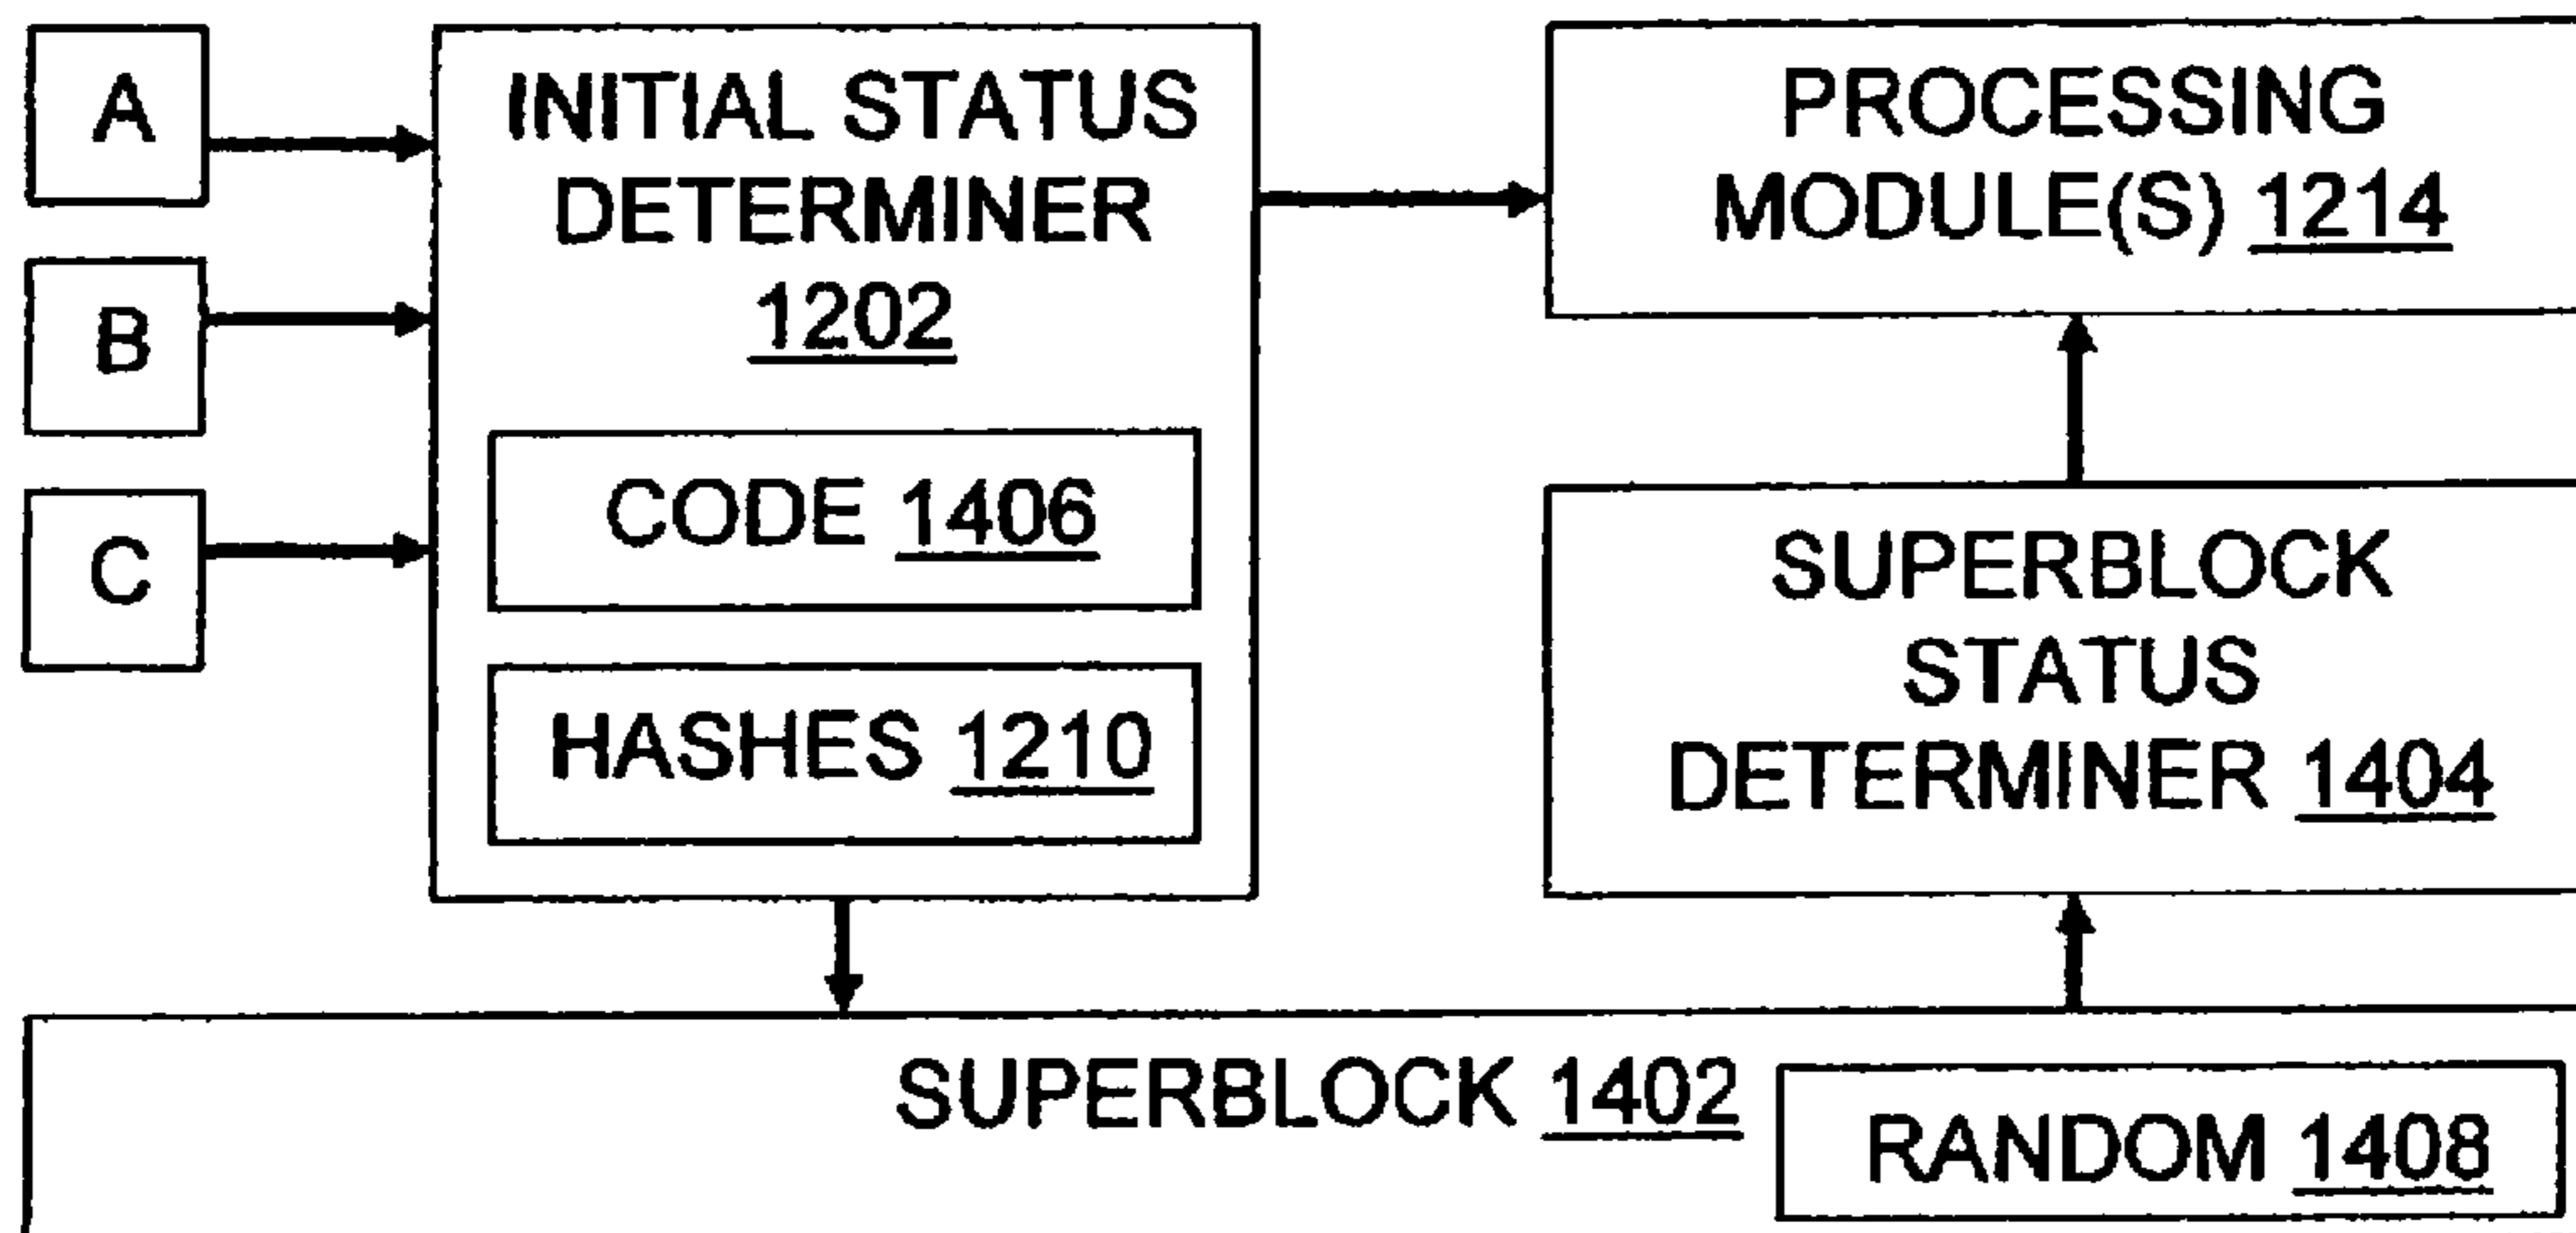 A
B
C
INITIAL STATUS
DETERMINER
1202
CODE 1406
HASHES 1210
PROCESSING
MODULE(S) 1214
SUPERBLOCK
STATUS
DETERMINER 1404
SUPERBLOCK 1402
RANDOM 1408